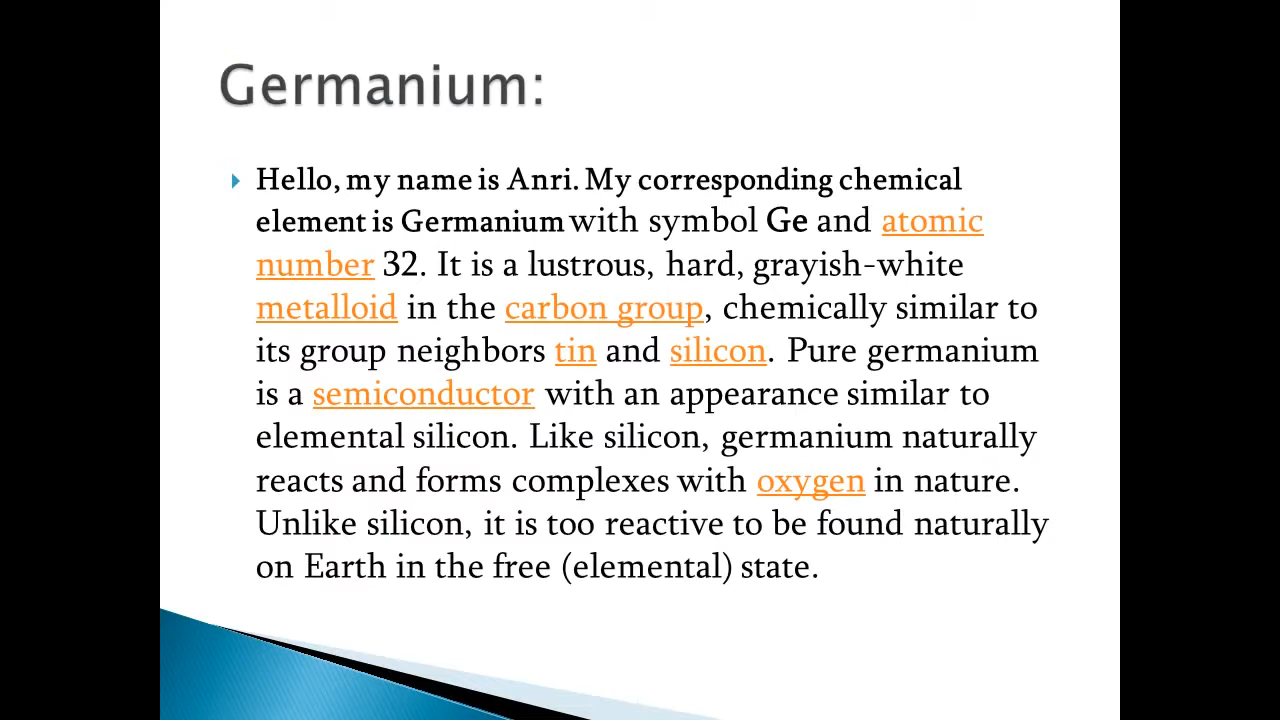 Germanium:
Hello, my name is Anri. My corresponding chemical
element is Germanium with symbol Ge and atomic
number 32. It is a lustrous, hard, grayish-white
metalloid in the carbon group, chemically similar to
its group neighbors tin and silicon. Pure germanium
is a semiconductor with an appearance similar to
elemental silicon. Like silicon, germanium naturally
reacts and forms complexes with oxygen in nature.
Unlike silicon, it is too reactive to be found naturally
on Earth in the free (elemental) state.